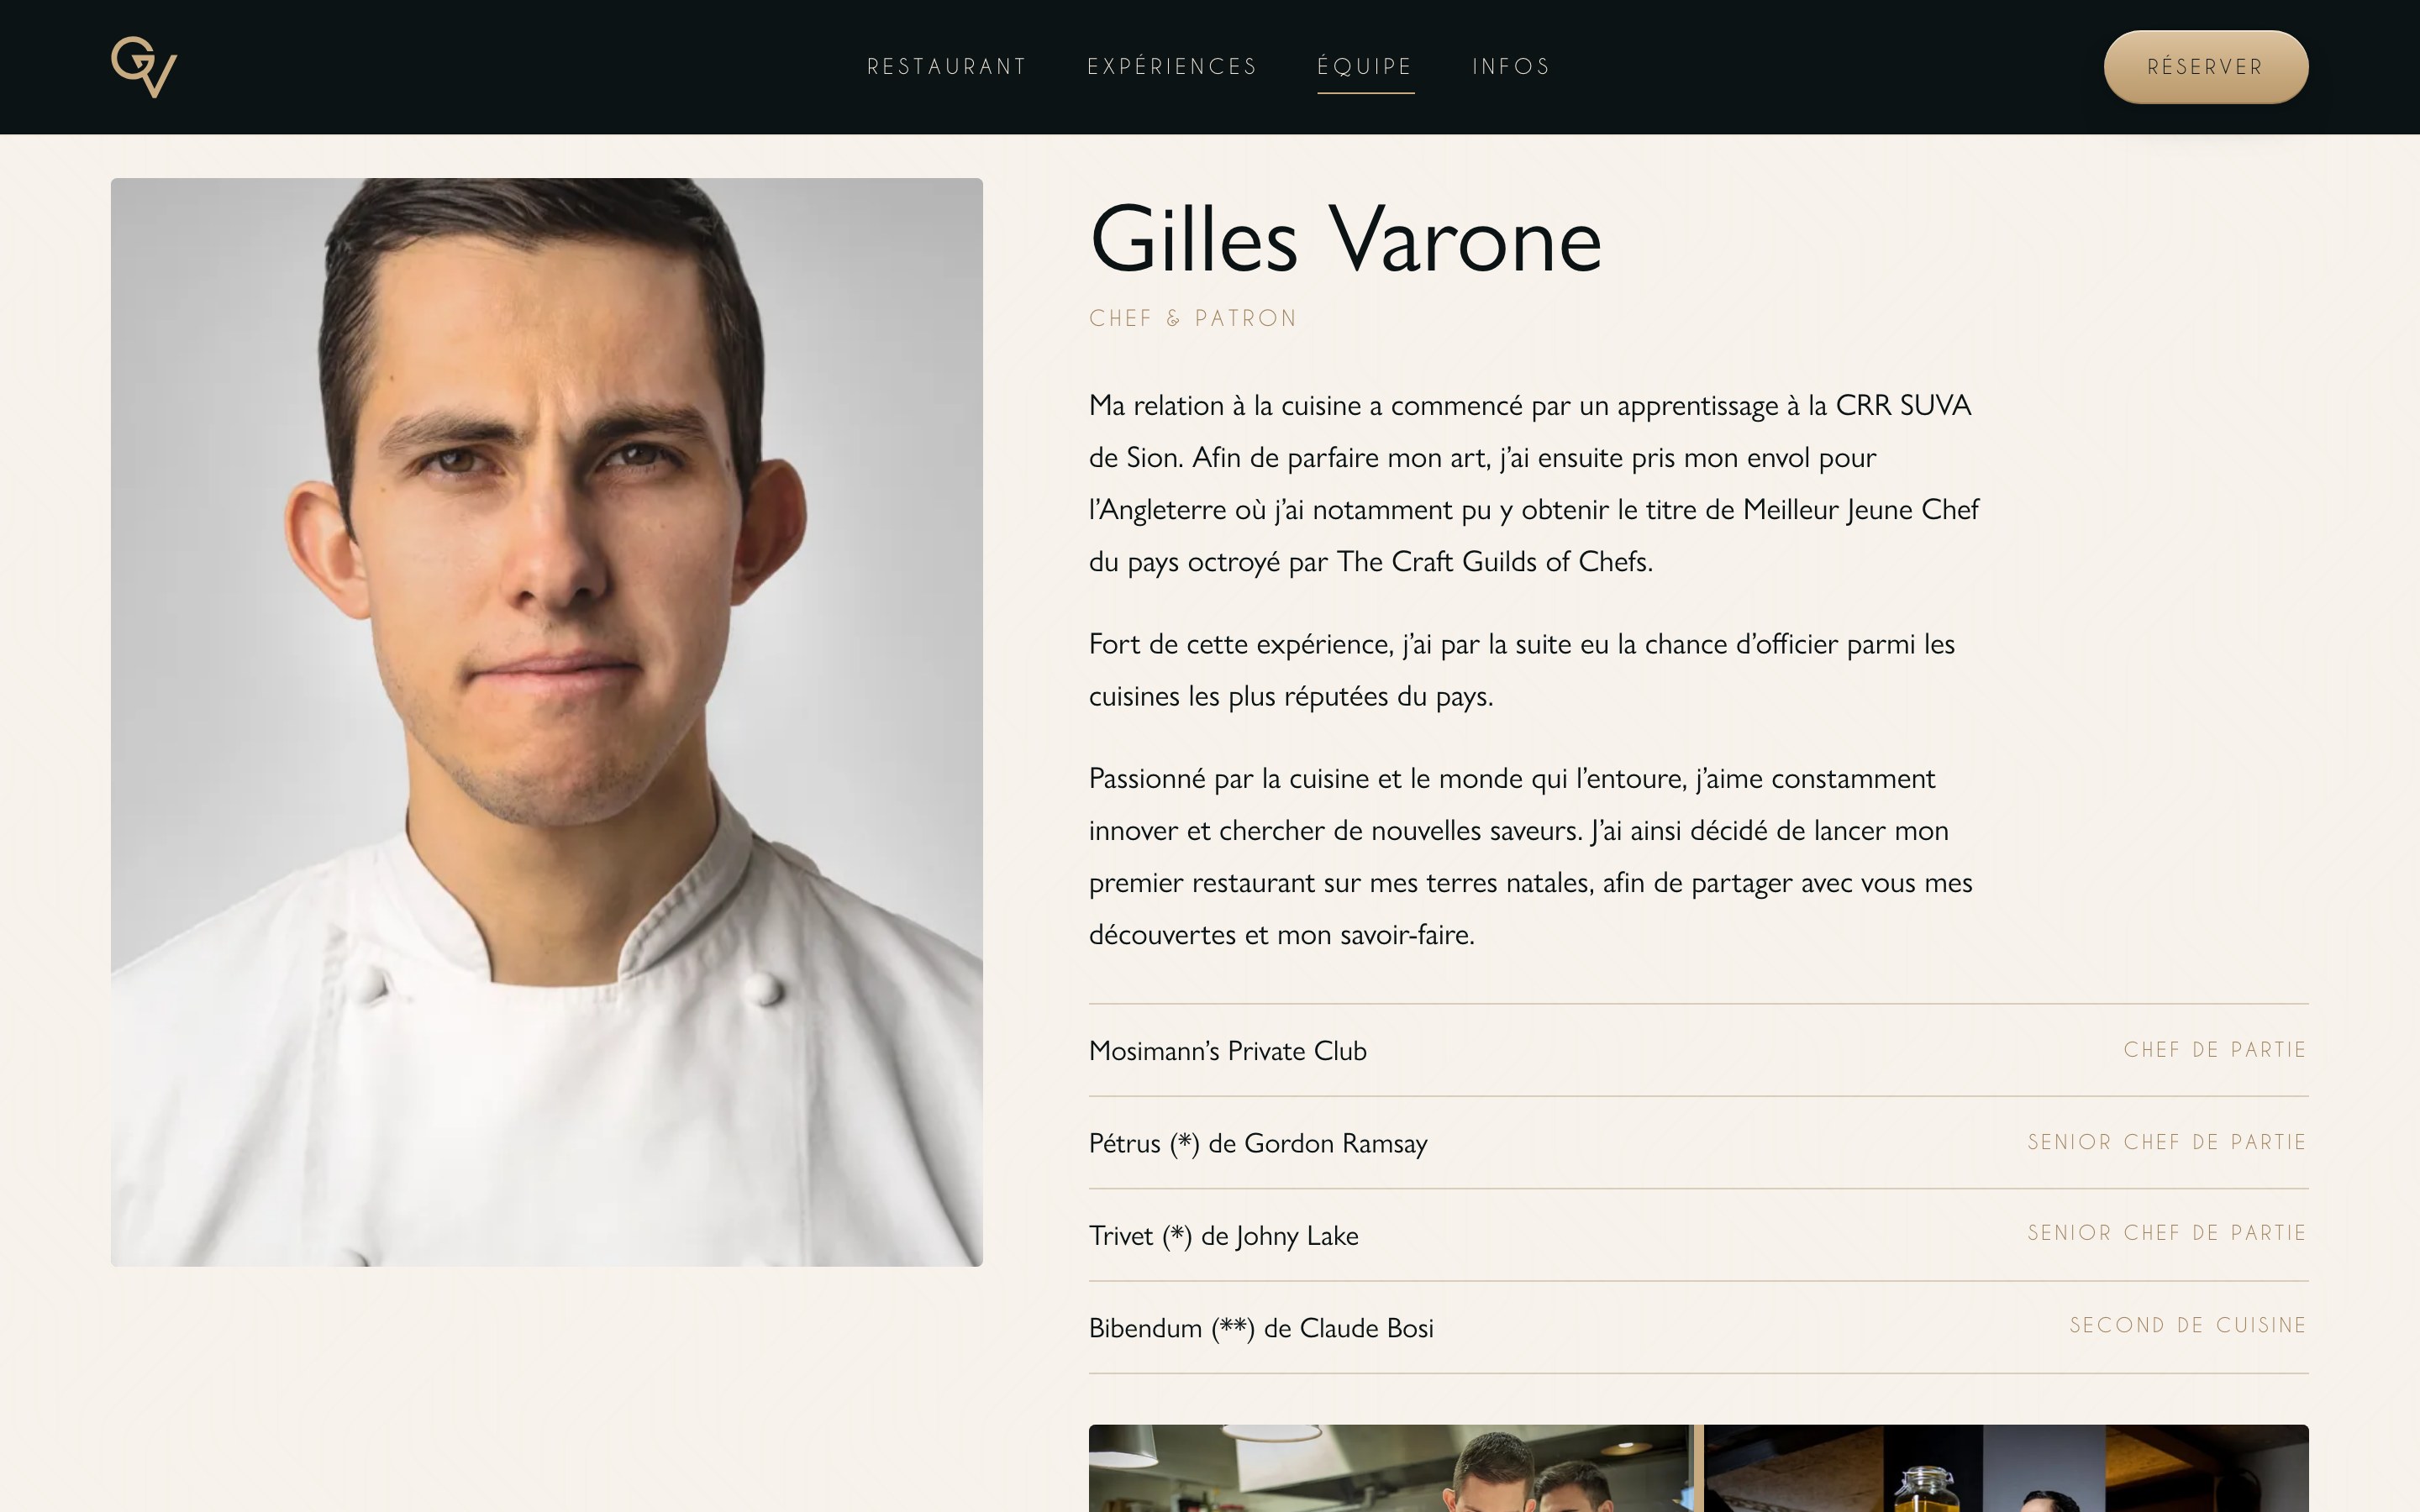 GV
RESTAURANT
EXPÉRIENCES
ÉQUIPE
INFOS
RÉSERVER
Gilles Varone
CHEF & PATRON
Ma relation à la cuisine a commencé par un apprentissage à la CRR SUVA
de Sion. Afin de parfaire mon art, j’ai ensuite pris mon envol pour
l’Angleterre où j’ai notamment pu y obtenir le titre de Meilleur Jeune Chef
du pays octroyé par The Craft Guilds of Chefs.
Fort de cette expérience, j’ai par la suite eu la chance d’officier parmi les
cuisines les plus réputées du pays.
Passionné par la cuisine et le monde qui l’entoure, j’aime constamment
innover et chercher de nouvelles saveurs. J’ai ainsi décidé de lancer mon
premier restaurant sur mes terres natales, afin de partager avec vous mes
découvertes et mon savoir-faire.
Mosimann’s Private Club CHEF DE PARTIE
Pétrus (*) de Gordon Ramsay SENIOR CHEF DE PARTIE
Trivet (*) de Johny Lake SENIOR CHEF DE PARTIE
Bibendum (**) de Claude Bosi SECOND DE CUISINE